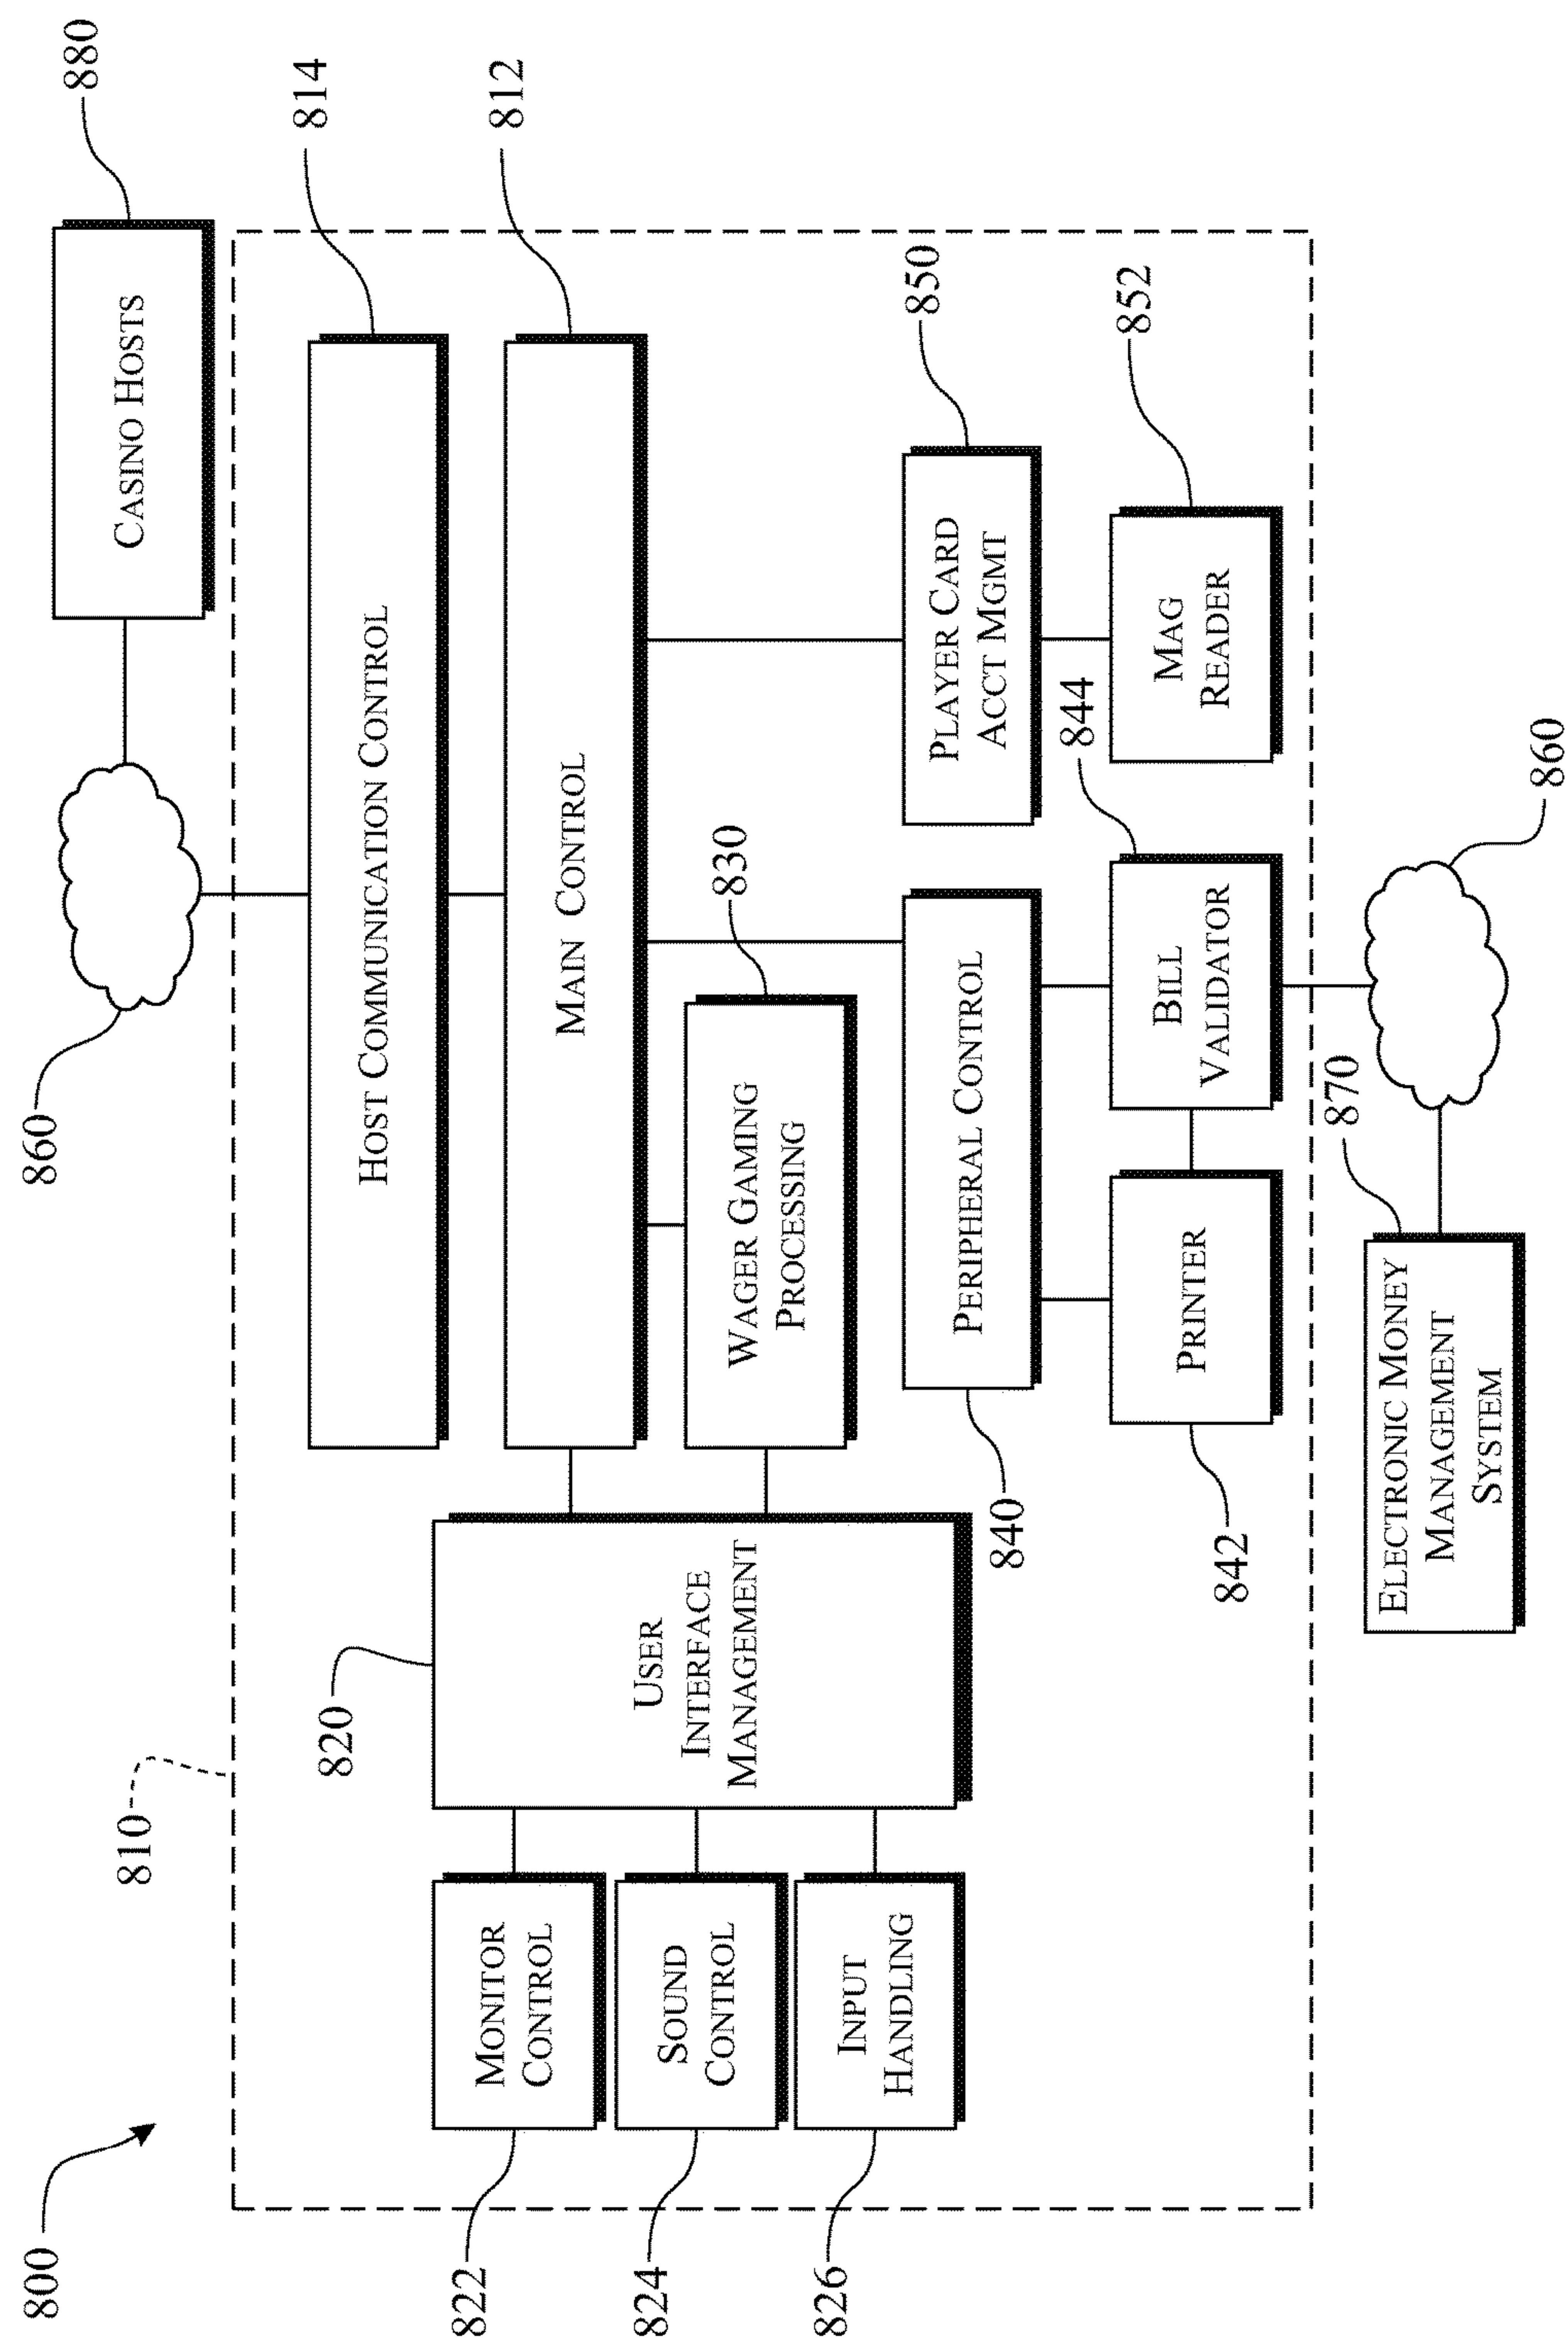 800
810
860
CASINO HOSTS
880
HOST COMMUNICATION CONTROL
814
820
MAIN CONTROL
812
MONITOR
CONTROL
822
SOUND
CONTROL
824
INPUT
HANDLING
826
USER
INTERFACE
MANAGEMENT
WAGER GAMING
PROCESSING
830
PERIPHERAL CONTROL
840
PLAYER CARD
ACCT MGMT
850
PRINTER
842
BILL
VALIDATOR
844
MAG
READER
852
ELECTRONIC MONEY
MANAGEMENT
SYSTEM
870
860